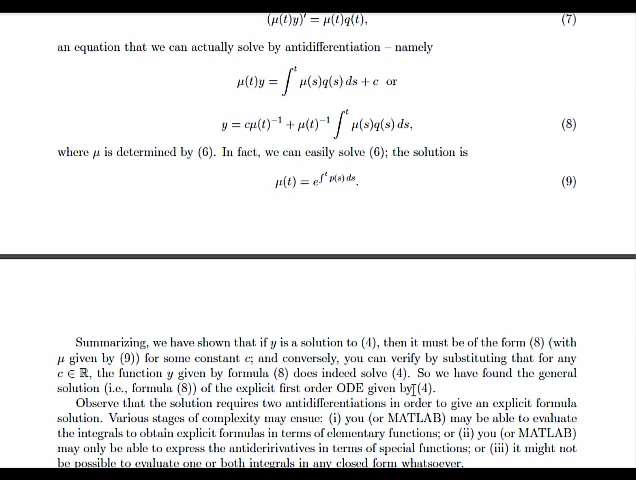 (μ(t)y)′ = μ(t)q(t), (7)
an equation that we can actually solve by antidifferentiation – namely
μ(t)y = ∫^t μ(s)q(s) ds + c or
y = cμ(t)^−1 + μ(t)^−1 ∫^t μ(s)q(s) ds, (8)
where μ is determined by (6). In fact, we can easily solve (6); the solution is
μ(t) = e^{∫^t p(s) ds}. (9)
Summarizing, we have shown that if y is a solution to (4), then it must be of the form (8) (with
μ given by (9)) for some constant c; and conversely, you can verify by substituting that for any
c ∈ ℝ, the function y given by formula (8) does indeed solve (4). So we have found the general
solution (i.e., formula (8)) of the explicit first order ODE given by (4).
Observe that the solution requires two antidifferentiations in order to give an explicit formula
solution. Various stages of complexity may ensue: (i) you (or MATLAB) may be able to evaluate
the integrals to obtain explicit formulas in terms of elementary functions; or (ii) you (or MATLAB)
may only be able to express the antideririvatives in terms of special functions; or (iii) it might not
be possible to evaluate one or both integrals in any closed form whatsoever.